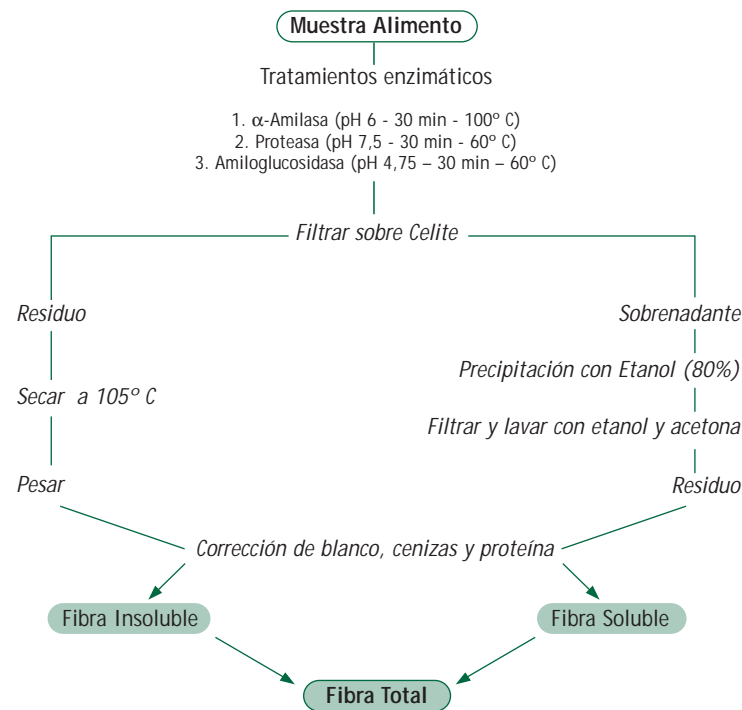 Muestra Alimento
Tratamientos enzimáticos
1. α-Amilasa (pH 6 - 30 min - 100º C)
2. Proteasa (pH 7,5 - 30 min - 60º C)
3. Amiloglucosidasa (pH 4,75 – 30 min – 60º C)
Filtrar sobre Celite
Residuo
Sobrenadante
Precipitación con Etanol (80%)
Secar a 105º C
Filtrar y lavar con etanol y acetona
Pesar
Residuo
Corrección de blanco, cenizas y proteína
Fibra Insoluble
Fibra Soluble
Fibra Total